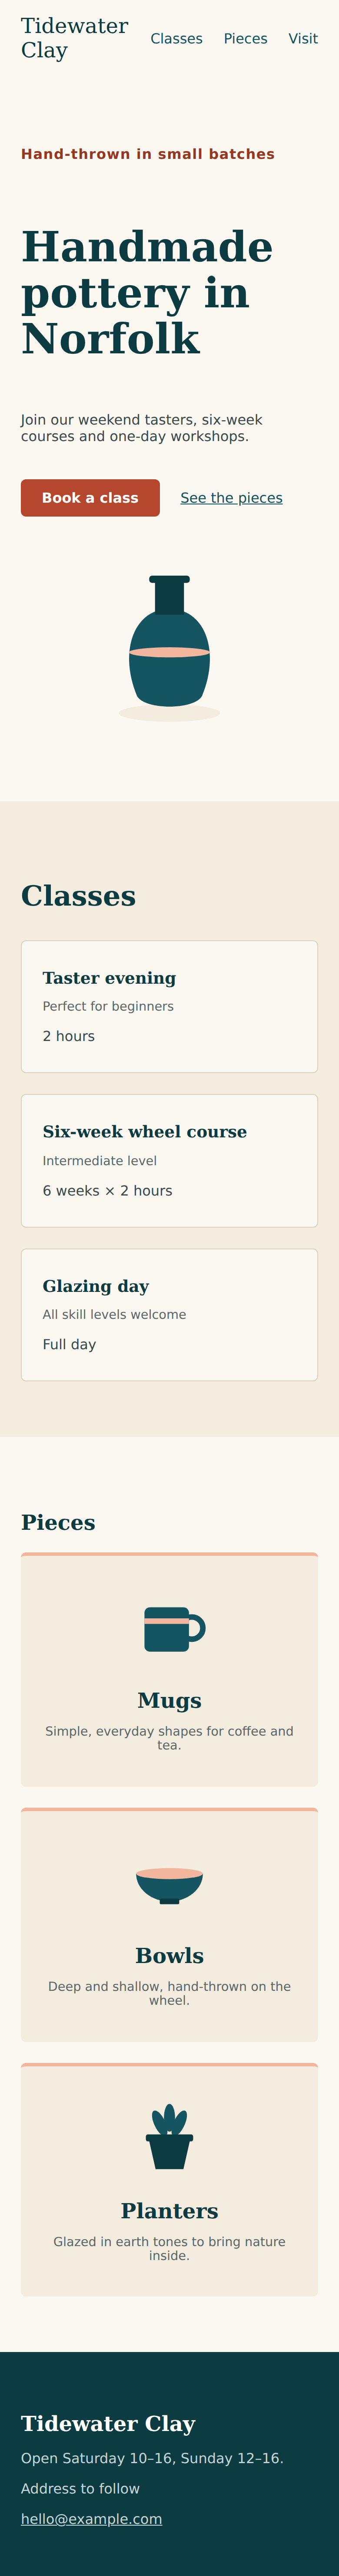 Tidewater
Clay
Classes
Pieces
Visit
Hand-thrown in small batches
Handmade
pottery in
Norfolk
Join our weekend tasters, six-week
courses and one-day workshops.
Book a class
See the pieces
Classes
Taster evening
Perfect for beginners
2 hours
Six-week wheel course
Intermediate level
6 weeks × 2 hours
Glazing day
All skill levels welcome
Full day
Pieces
Mugs
Simple, everyday shapes for coffee and
tea.
Bowls
Deep and shallow, hand-thrown on the
wheel.
Planters
Glazed in earth tones to bring nature
inside.
Tidewater Clay
Open Saturday 10–16, Sunday 12–16.
Address to follow
hello@example.com